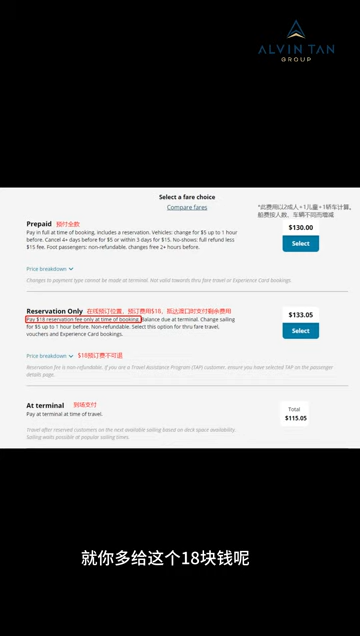 ALVIN TAN
GROUP
Select a fare choice
Compare fares
*此费用以2成人+1儿童+1轿车计算,
船费按人数、车辆不同而增减
Prepaid 预付全款
Pay in full at time of booking, includes a reservation. Vehicles: change for $5 up to 1 hour
before. Cancel 4+ days before for $5 or within 3 days for $15. No-shows: full refund less
$15 fee. Foot passengers: non-refundable, changes free 2+ hours before.
$130.00
Select
Price breakdown
Changes to payment type cannot be made at terminal. Not valid towards thru fare travel or Experience Card bookings
Reservation Only 在线预订位置, 预订费用$18, 抵达渡口时支付剩余费用
Pay $18 reservation fee only at time of booking. Balance due at terminal. Change sailing
for $5 up to 1 hour before. Non-refundable. Select this option for thru fare travel,
vouchers and Experience Card bookings.
$133.05
Select
Price breakdown $18预订费不可退
Reservation fee is non-refundable. If you are a Travel Assistance Program (TAP) customer, ensure you have selected TAP on the passenger
details page.
At terminal 到场支付
Pay at terminal at time of travel.
Total
$115.05
Travel after reserved customers on the next available sailing based on deck space availability.
Sailing waits possible at popular sailing times.
就你多给这个18块钱呢